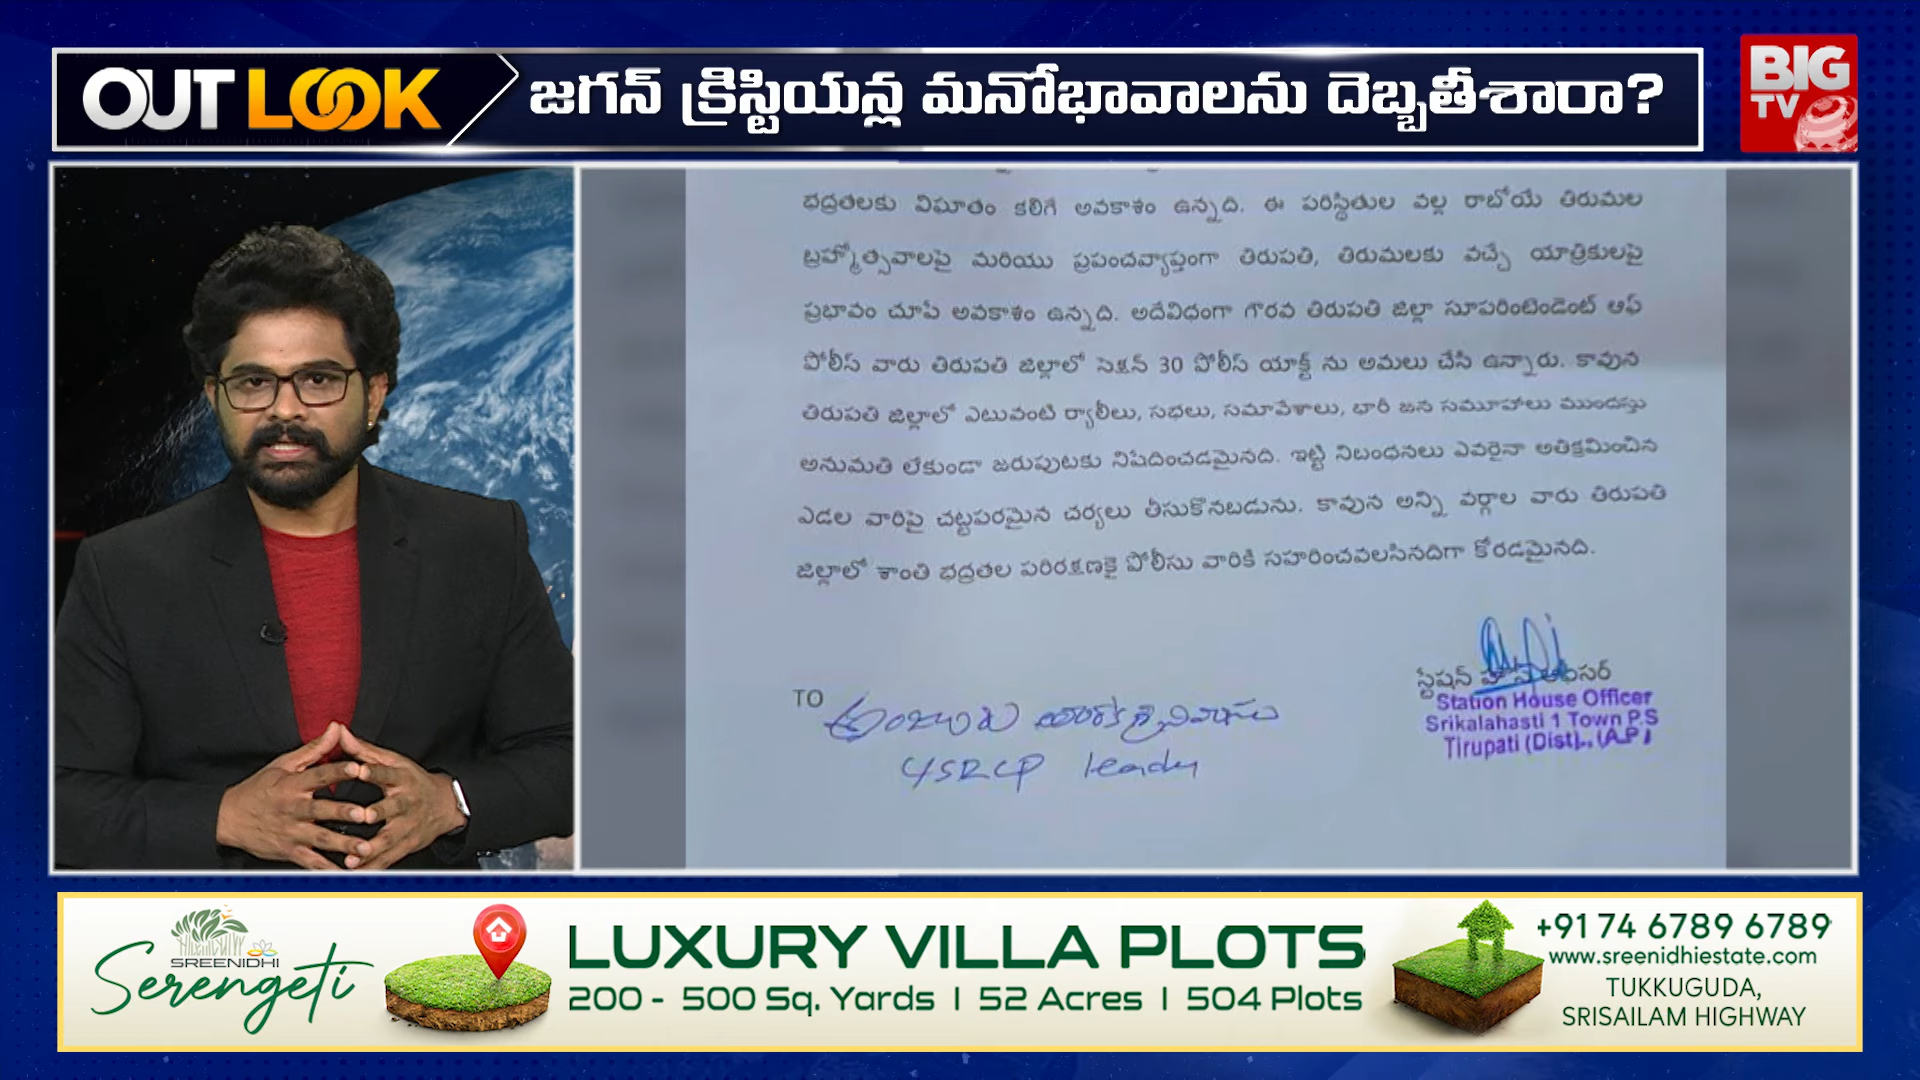 OUT LOOK
జగన్ క్రిస్టియన్ల మనోభావాలను దెబ్బతీశారా?
BIG
TV
భద్రతలకు విఘాతం కలిగే అవకాశం ఉన్నది. ఈ పరిస్థితుల వల్ల రాబోయే తిరుమల
బ్రహ్మోత్సవాలపై మరియు ప్రపంచవ్యాప్తంగా తిరుపతి, తిరుమలకు వచ్చే యాత్రికులపై
ప్రభావం చూపే అవకాశం ఉన్నది. అదేవిధంగా గౌరవ తిరుపతి జిల్లా సూపరింటెండెంట్ ఆఫ్
పోలీస్ వారు తిరుపతి జిల్లాలో సెక్షన్ 30 పోలీస్ యాక్ట్ ను అమలు చేసి ఉన్నారు. కావున
తిరుపతి జిల్లాలో ఎటువంటి ర్యాలీలు, సభలు, సమావేశాలు, భారీ జన సమూహాలు ముందస్తు
అనుమతి లేకుండా జరుపుటకు నిషేదించడమైనది. ఇట్టి నిబంధనలు ఎవరైనా అతిక్రమించిన
ఎడల వారిపై చట్టపరమైన చర్యలు తీసుకొనబడును. కావున అన్ని వర్గాల వారు తిరుపతి
జిల్లాలో శాంతి భద్రతల పరిరక్షణకై పోలీసు వారికి సహరించవలసినదిగా కోరడమైనది.
స్టేషన్ హౌస్ ఆఫీసర్
Station House Officer
Srikalahasti 1 Town P.S
Tirupati (Dist)., (A.P)
TO
YSRCP leader
SREENIDHI
Serengeti
LUXURY VILLA PLOTS
200 - 500 Sq. Yards | 52 Acres | 504 Plots
+91 74 6789 6789
www.sreenidhiestate.com
TUKKUGUDA,
SRISAILAM HIGHWAY